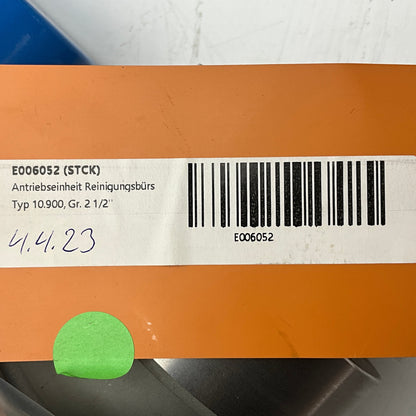 E006052 (STCK)
Antriebseinheit Reinigungsbürs
Typ 10.900, Gr. 2 1/2"
4.4.23
E006052